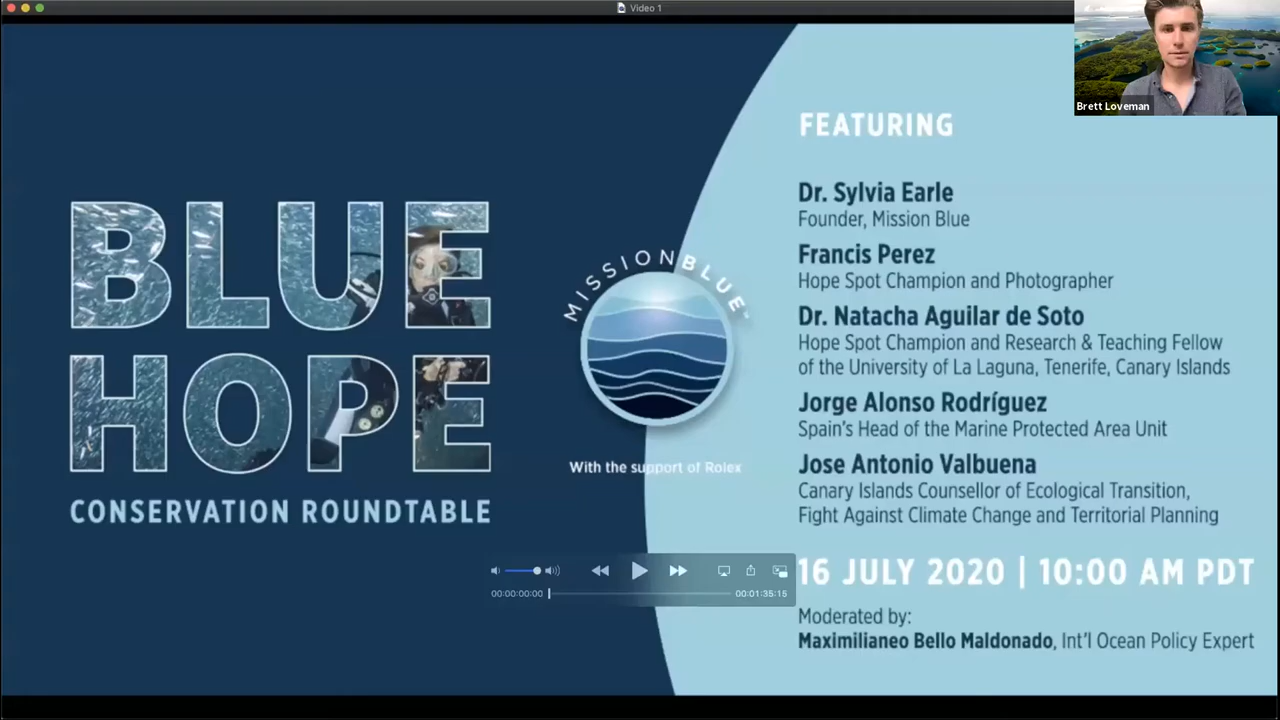 Video 1
Brett Loveman
BLUE
HOPE
CONSERVATION ROUNDTABLE
MISSION BLUE™
With the support of Rolex
FEATURING
Dr. Sylvia Earle
Founder, Mission Blue
Francis Perez
Hope Spot Champion and Photographer
Dr. Natacha Aguilar de Soto
Hope Spot Champion and Research & Teaching Fellow
of the University of La Laguna, Tenerife, Canary Islands
Jorge Alonso Rodríguez
Spain's Head of the Marine Protected Area Unit
Jose Antonio Valbuena
Canary Islands Counsellor of Ecological Transition,
Fight Against Climate Change and Territorial Planning
16 JULY 2020 | 10:00 AM PDT
Moderated by:
Maximilianeo Bello Maldonado, Int'l Ocean Policy Expert
00:00:00:00
00:01:35:15